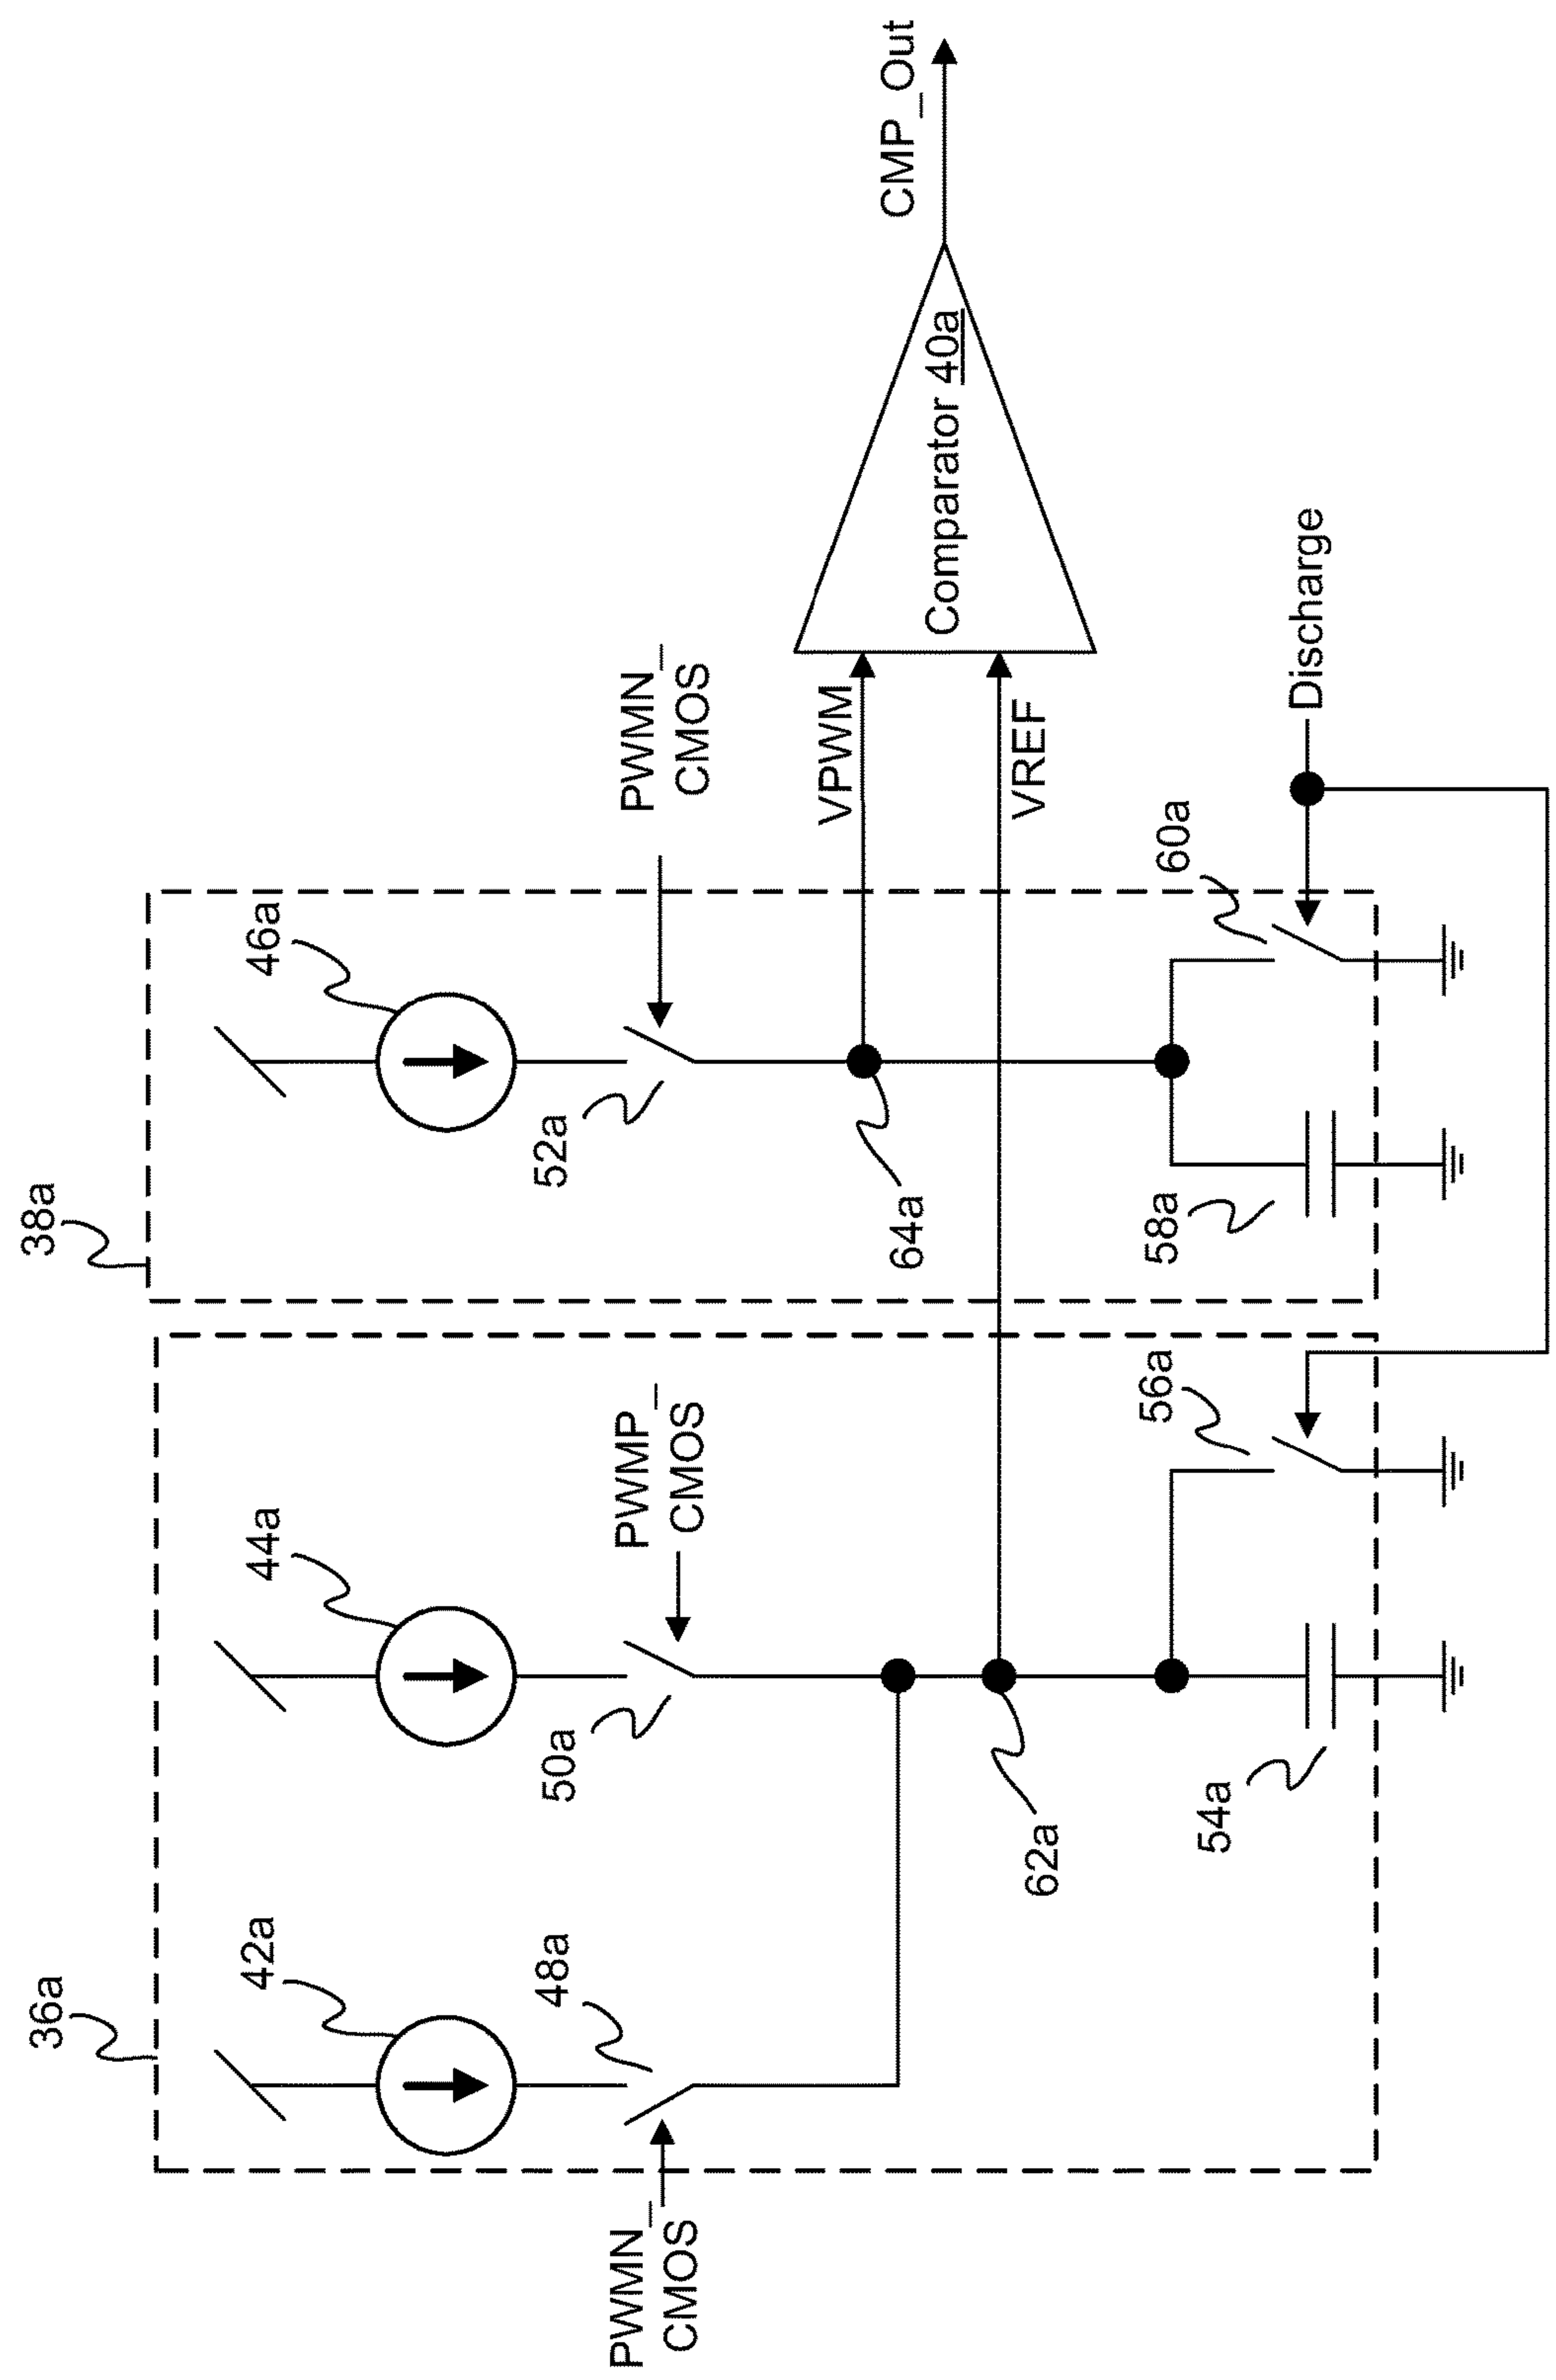 36a
38a
42a
44a
46a
PWMN_
CMOS
48a
50a
PWMP_
CMOS
52a
PWMN_
CMOS
62a
64a
VPWM
VREF
Comparator 40a
CMP_Out
54a
56a
58a
60a
Discharge